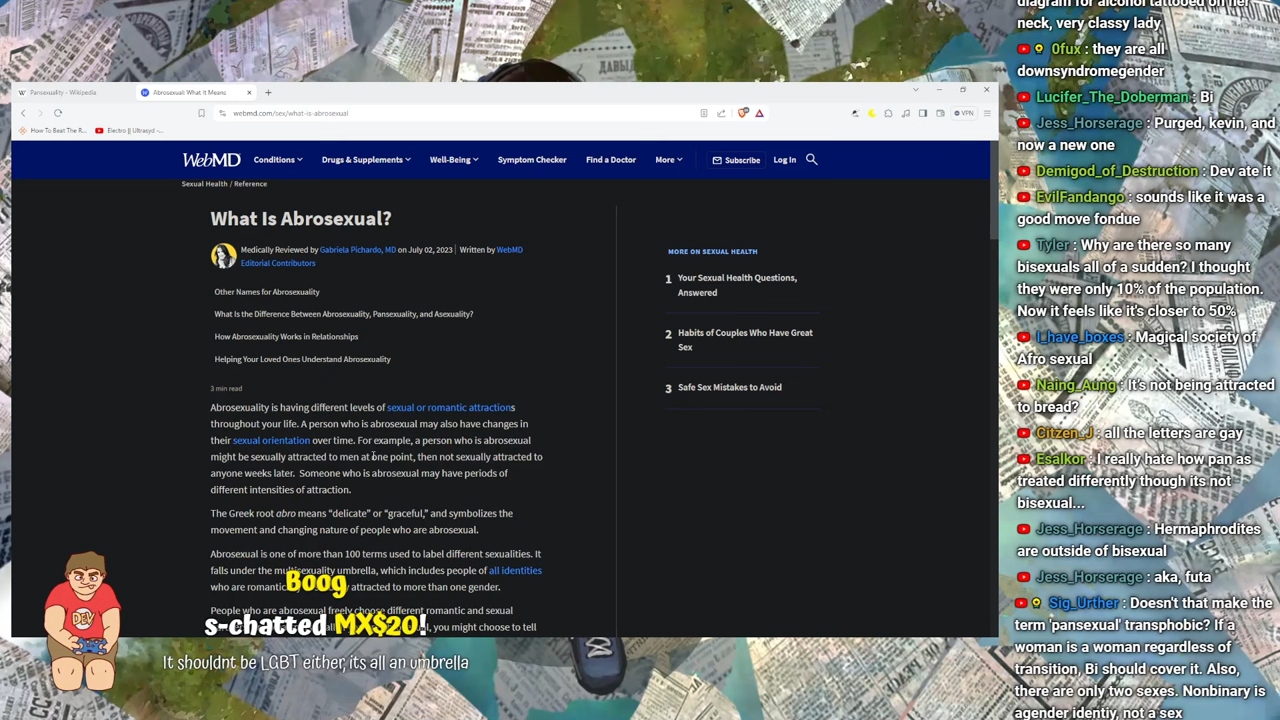 Pansexuality - Wikipedia
Abrosexual: What It Means
webmd.com/sex/what-is-abrosexual
VPN
How To Beat The R...
Electro || Ultrasyd -...
WebMD
Conditions
Drugs & Supplements
Well-Being
Symptom Checker
Find a Doctor
More
Subscribe
Log In
Sexual Health / Reference
What Is Abrosexual?
Medically Reviewed by Gabriela Pichardo, MD on July 02, 2023 | Written by WebMD
Editorial Contributors
Other Names for Abrosexuality
What Is the Difference Between Abrosexuality, Pansexuality, and Asexuality?
How Abrosexuality Works in Relationships
Helping Your Loved Ones Understand Abrosexuality
3 min read
Abrosexuality is having different levels of sexual or romantic attractions
throughout your life. A person who is abrosexual may also have changes in
their sexual orientation over time. For example, a person who is abrosexual
might be sexually attracted to men at one point, then not sexually attracted to
anyone weeks later. Someone who is abrosexual may have periods of
different intensities of attraction.
The Greek root abro means “delicate” or “graceful,” and symbolizes the
movement and changing nature of people who are abrosexual.
Abrosexual is one of more than 100 terms used to label different sexualities. It
falls under the multisexuality umbrella, which includes people of all identities
who are romantic attracted to more than one gender.
People who are abrosexual freely choose different romantic and sexual
you might choose to tell
MORE ON SEXUAL HEALTH
1 Your Sexual Health Questions,
Answered
2 Habits of Couples Who Have Great
Sex
3 Safe Sex Mistakes to Avoid
Boog
s-chatted MX$20!
It shouldnt be LGBT either, its all an umbrella
DEV
diagram for alcohol tattooed on her
neck, very classy lady
0fux : they are all
downsyndromegender
Lucifer_The_Doberman : Bi
Jess_Horserage : Purged, kevin, and
now a new one
Demigod_of_Destruction : Dev ate it
EvilFandango : sounds like it was a
good move fondue
Tyler : Why are there so many
bisexuals all of a sudden? I thought
they were only 10% of the population.
Now it feels like it's closer to 50%
I_have_boxes : Magical society of
Afro sexual
Naing_Aung : It's not being attracted
to bread?
Citzen_J : all the letters are gay
Esalkor : I really hate how pan as
treated differently though its not
bisexual...
Jess_Horserage : Hermaphrodites
are outside of bisexual
Jess_Horserage : aka, futa
Sig_Urther : Doesn't that make the
term 'pansexual' transphobic? If a
woman is a woman regardless of
transition, Bi should cover it. Also,
there are only two sexes. Nonbinary is
agender identiy, not a sex